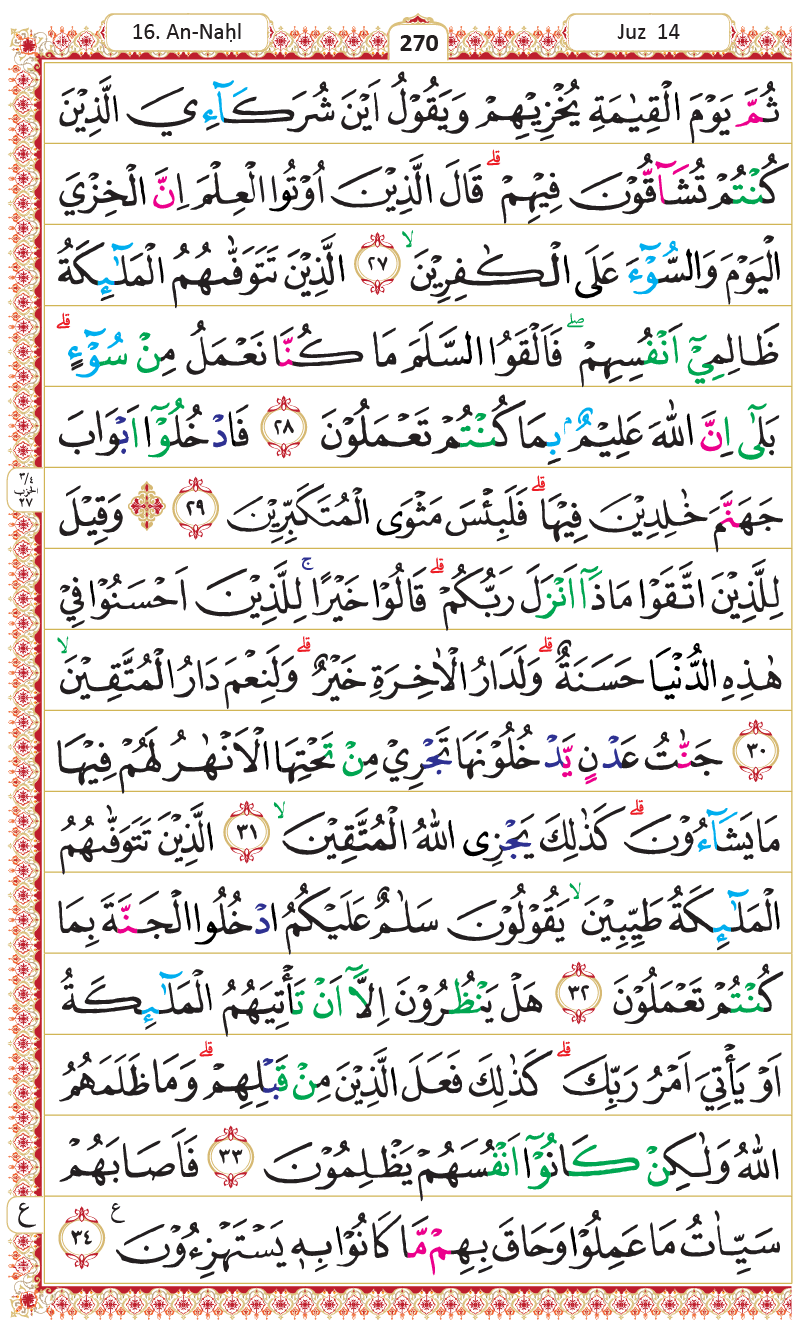 16. An-Naḥl 270 Juz 14
ثُمَّ يَوْمَ الْقِيٰمَةِ يُخْزِيْهِمْ وَيَقُوْلُ اَيْنَ شُرَكَاۤءِيَ الَّذِيْنَ
كُنْتُمْ تُشَاۤقُّوْنَ فِيْهِمْ ۗ قَالَ الَّذِيْنَ اُوْتُوا الْعِلْمَ اِنَّ الْخِزْيَ
الْيَوْمَ وَالسُّوْۤءَ عَلَى الْكٰفِرِيْنَ ۙ ٢٧ الَّذِيْنَ تَتَوَفّٰىهُمُ الْمَلٰۤىِٕكَةُ
ظَالِمِيْٓ اَنْفُسِهِمْ ۖ فَاَلْقَوُا السَّلَمَ مَا كُنَّا نَعْمَلُ مِنْ سُوْۤءٍ ۗ
بَلٰىٓ اِنَّ اللّٰهَ عَلِيْمٌ ۢ بِمَا كُنْتُمْ تَعْمَلُوْنَ ٢٨ فَادْخُلُوْٓا اَبْوَابَ
٣/٤ الحزب ٢٧
جَهَنَّمَ خٰلِدِيْنَ فِيْهَا ۗ فَلَبِئْسَ مَثْوَى الْمُتَكَبِّرِيْنَ ٢٩ وَقِيْلَ
لِلَّذِيْنَ اتَّقَوْا مَاذَآ اَنْزَلَ رَبُّكُمْ ۗ قَالُوْا خَيْرًا ۚ لِلَّذِيْنَ اَحْسَنُوْا فِيْ
هٰذِهِ الدُّنْيَا حَسَنَةٌ ۗ وَلَدَارُ الْاٰخِرَةِ خَيْرٌ ۗ وَلَنِعْمَ دَارُ الْمُتَّقِيْنَ ۙ
٣٠ جَنّٰتُ عَدْنٍ يَّدْخُلُوْنَهَا تَجْرِيْ مِنْ تَحْتِهَا الْاَنْهٰرُ لَهُمْ فِيْهَا
مَا يَشَاۤءُوْنَ ۗ كَذٰلِكَ يَجْزِى اللّٰهُ الْمُتَّقِيْنَ ۙ ٣١ الَّذِيْنَ تَتَوَفّٰىهُمُ
الْمَلٰۤىِٕكَةُ طَيِّبِيْنَ ۙ يَقُوْلُوْنَ سَلٰمٌ عَلَيْكُمُ ادْخُلُوا الْجَنَّةَ بِمَا
كُنْتُمْ تَعْمَلُوْنَ ٣٢ هَلْ يَنْظُرُوْنَ اِلَّآ اَنْ تَأْتِيَهُمُ الْمَلٰۤىِٕكَةُ
اَوْ يَأْتِيَ اَمْرُ رَبِّكَ ۗ كَذٰلِكَ فَعَلَ الَّذِيْنَ مِنْ قَبْلِهِمْ ۗ وَمَا ظَلَمَهُمُ
اللّٰهُ وَلٰكِنْ كَانُوْٓا اَنْفُسَهُمْ يَظْلِمُوْنَ ٣٣ فَاَصَابَهُمْ
ع
سَيِّاٰتُ مَا عَمِلُوْا وَحَاقَ بِهِمْ مَّا كَانُوْا بِهٖ يَسْتَهْزِءُوْنَ ࣖ ٣٤